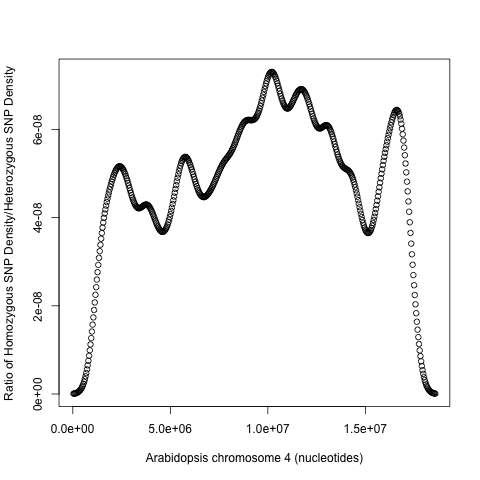 Ratio of Homozygous SNP Density/Heterozygous SNP Density
6e-08
4e-08
2e-08
0e+00
0.0e+00 5.0e+06 1.0e+07 1.5e+07
Arabidopsis chromosome 4 (nucleotides)